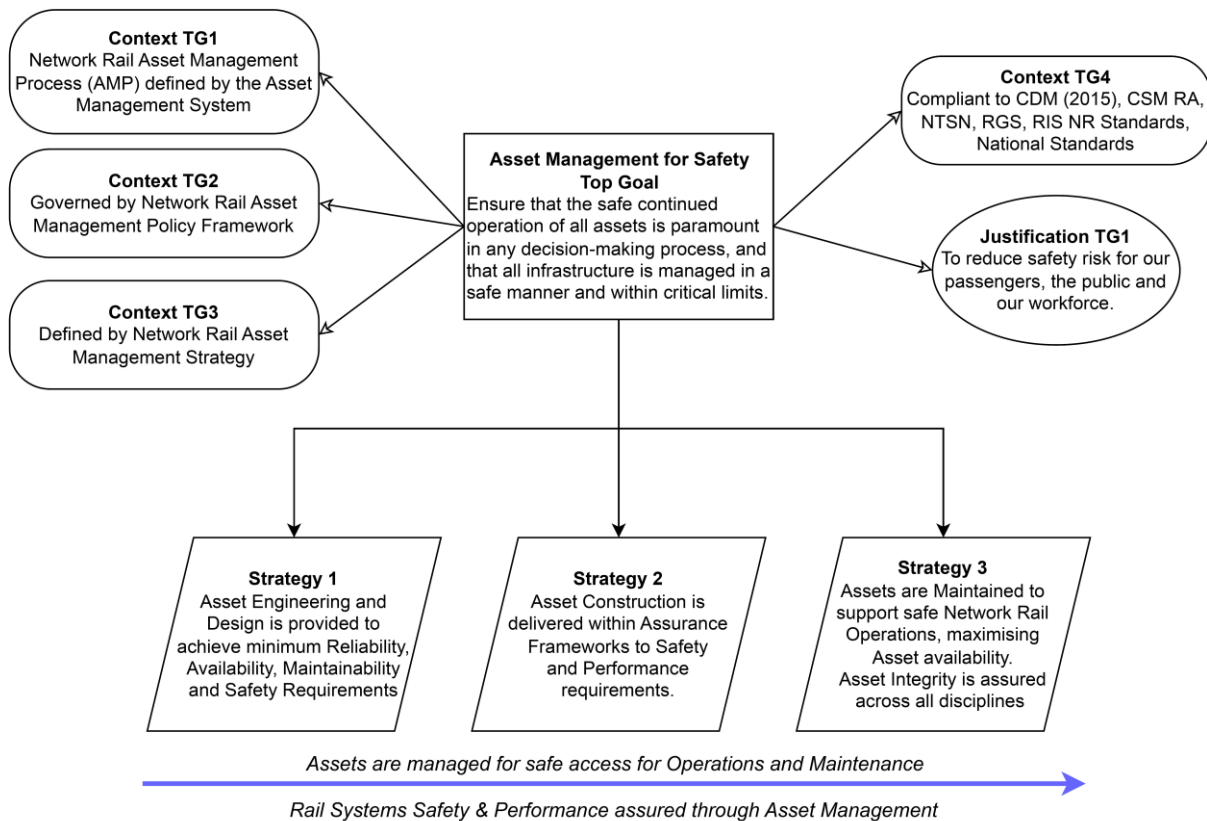 Context TG1
Network Rail Asset Management
Process (AMP) defined by the Asset
Management System
Context TG2
Governed by Network Rail Asset
Management Policy Framework
Context TG3
Defined by Network Rail Asset
Management Strategy
Asset Management for Safety
Top Goal
Ensure that the safe continued
operation of all assets is paramount
in any decision-making process, and
that all infrastructure is managed in a
safe manner and within critical limits.
Context TG4
Compliant to CDM (2015), CSM RA,
NTSN, RGS, RIS NR Standards,
National Standards
Justification TG1
To reduce safety risk for our
passengers, the public and
our workforce.
Strategy 1
Asset Engineering and
Design is provided to
achieve minimum Reliability,
Availability, Maintainability
and Safety Requirements
Strategy 2
Asset Construction is
delivered within Assurance
Frameworks to Safety
and Performance
requirements.
Strategy 3
Assets are Maintained to
support safe Network Rail
Operations, maximising
Asset availability.
Asset Integrity is assured
across all disciplines
Assets are managed for safe access for Operations and Maintenance
Rail Systems Safety & Performance assured through Asset Management